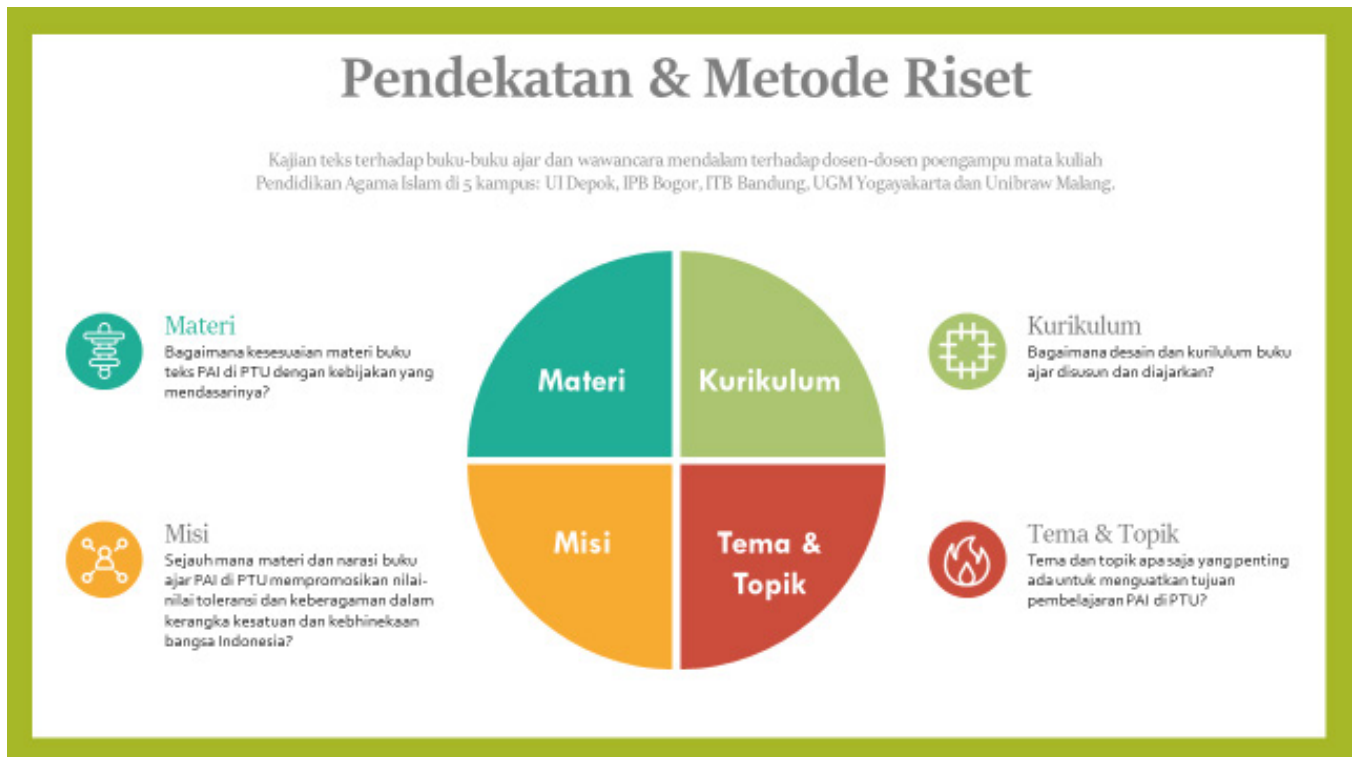 Pendekatan & Metode Riset
Kajian teks terhadap buku-buku ajar dan wawancara mendalam terhadap dosen-dosen poengampu mata kuliah
Pendidikan Agama Islam di 5 kampus: UI Depok, IPB Bogor, ITB Bandung, UGM Yogayakarta dan Unibraw Malang.
Materi
Bagaimana kesesuaian materi buku
teks PAI di PTU dengan kebijakan yang
mendasarinya?
Misi
Sejauh mana materi dan narasi buku
ajar PAI di PTU mempromosikan nilai-
nilai toleransi dan keberagaman dalam
kerangka kesatuan dan kebhinekaan
bangsa Indonesia?
Materi
Kurikulum
Misi
Tema &
Topik
Kurikulum
Bagaimana desain dan kurilulum buku
ajar disusun dan diajarkan?
Tema & Topik
Tema dan topik apa saja yang penting
ada untuk menguatkan tujuan
pembelajaran PAI di PTU?